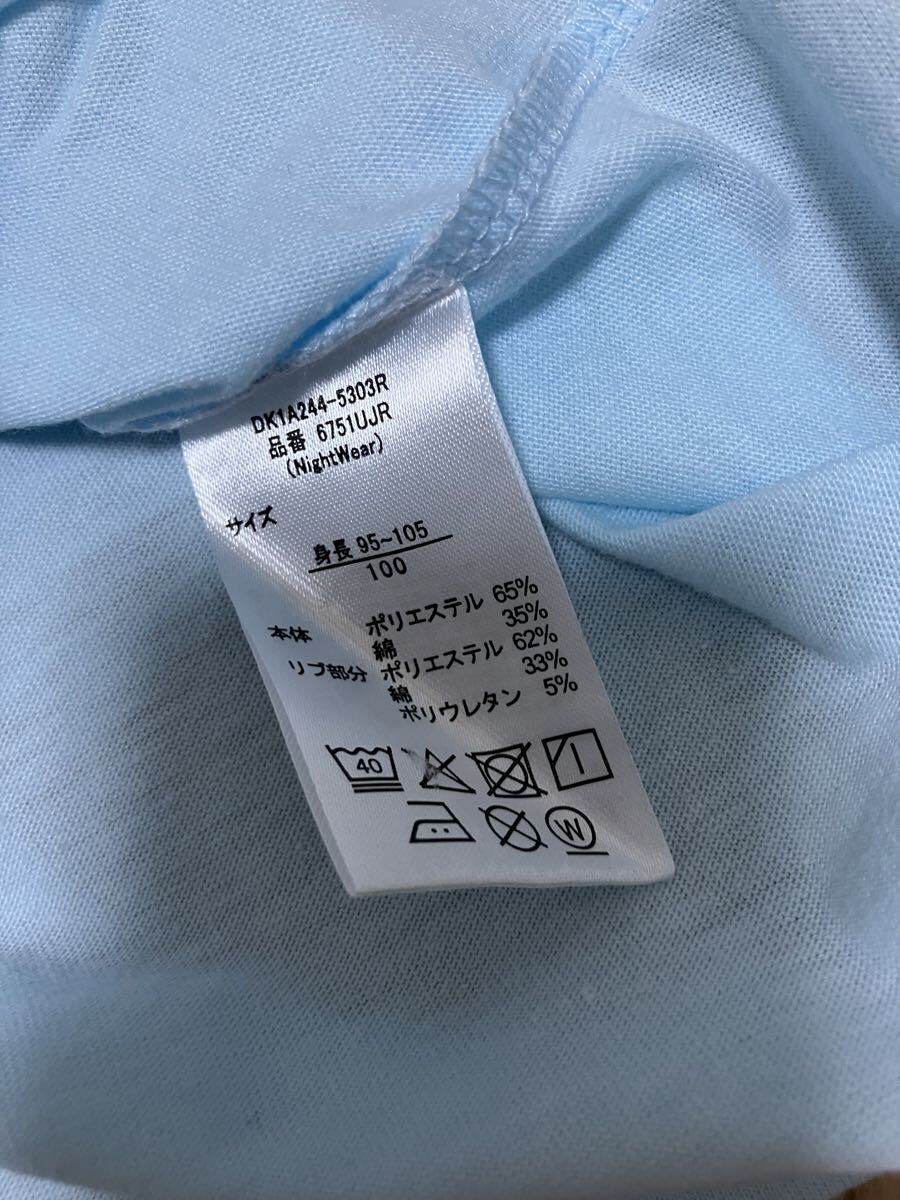 DK1A244-5303R
品番 6751UJR
(NightWear)
サイズ
身長 95~105
100
本体 ポリエステル 65%
綿 35%
リブ部分 ポリエステル 62%
綿 33%
ポリウレタン 5%
40
W